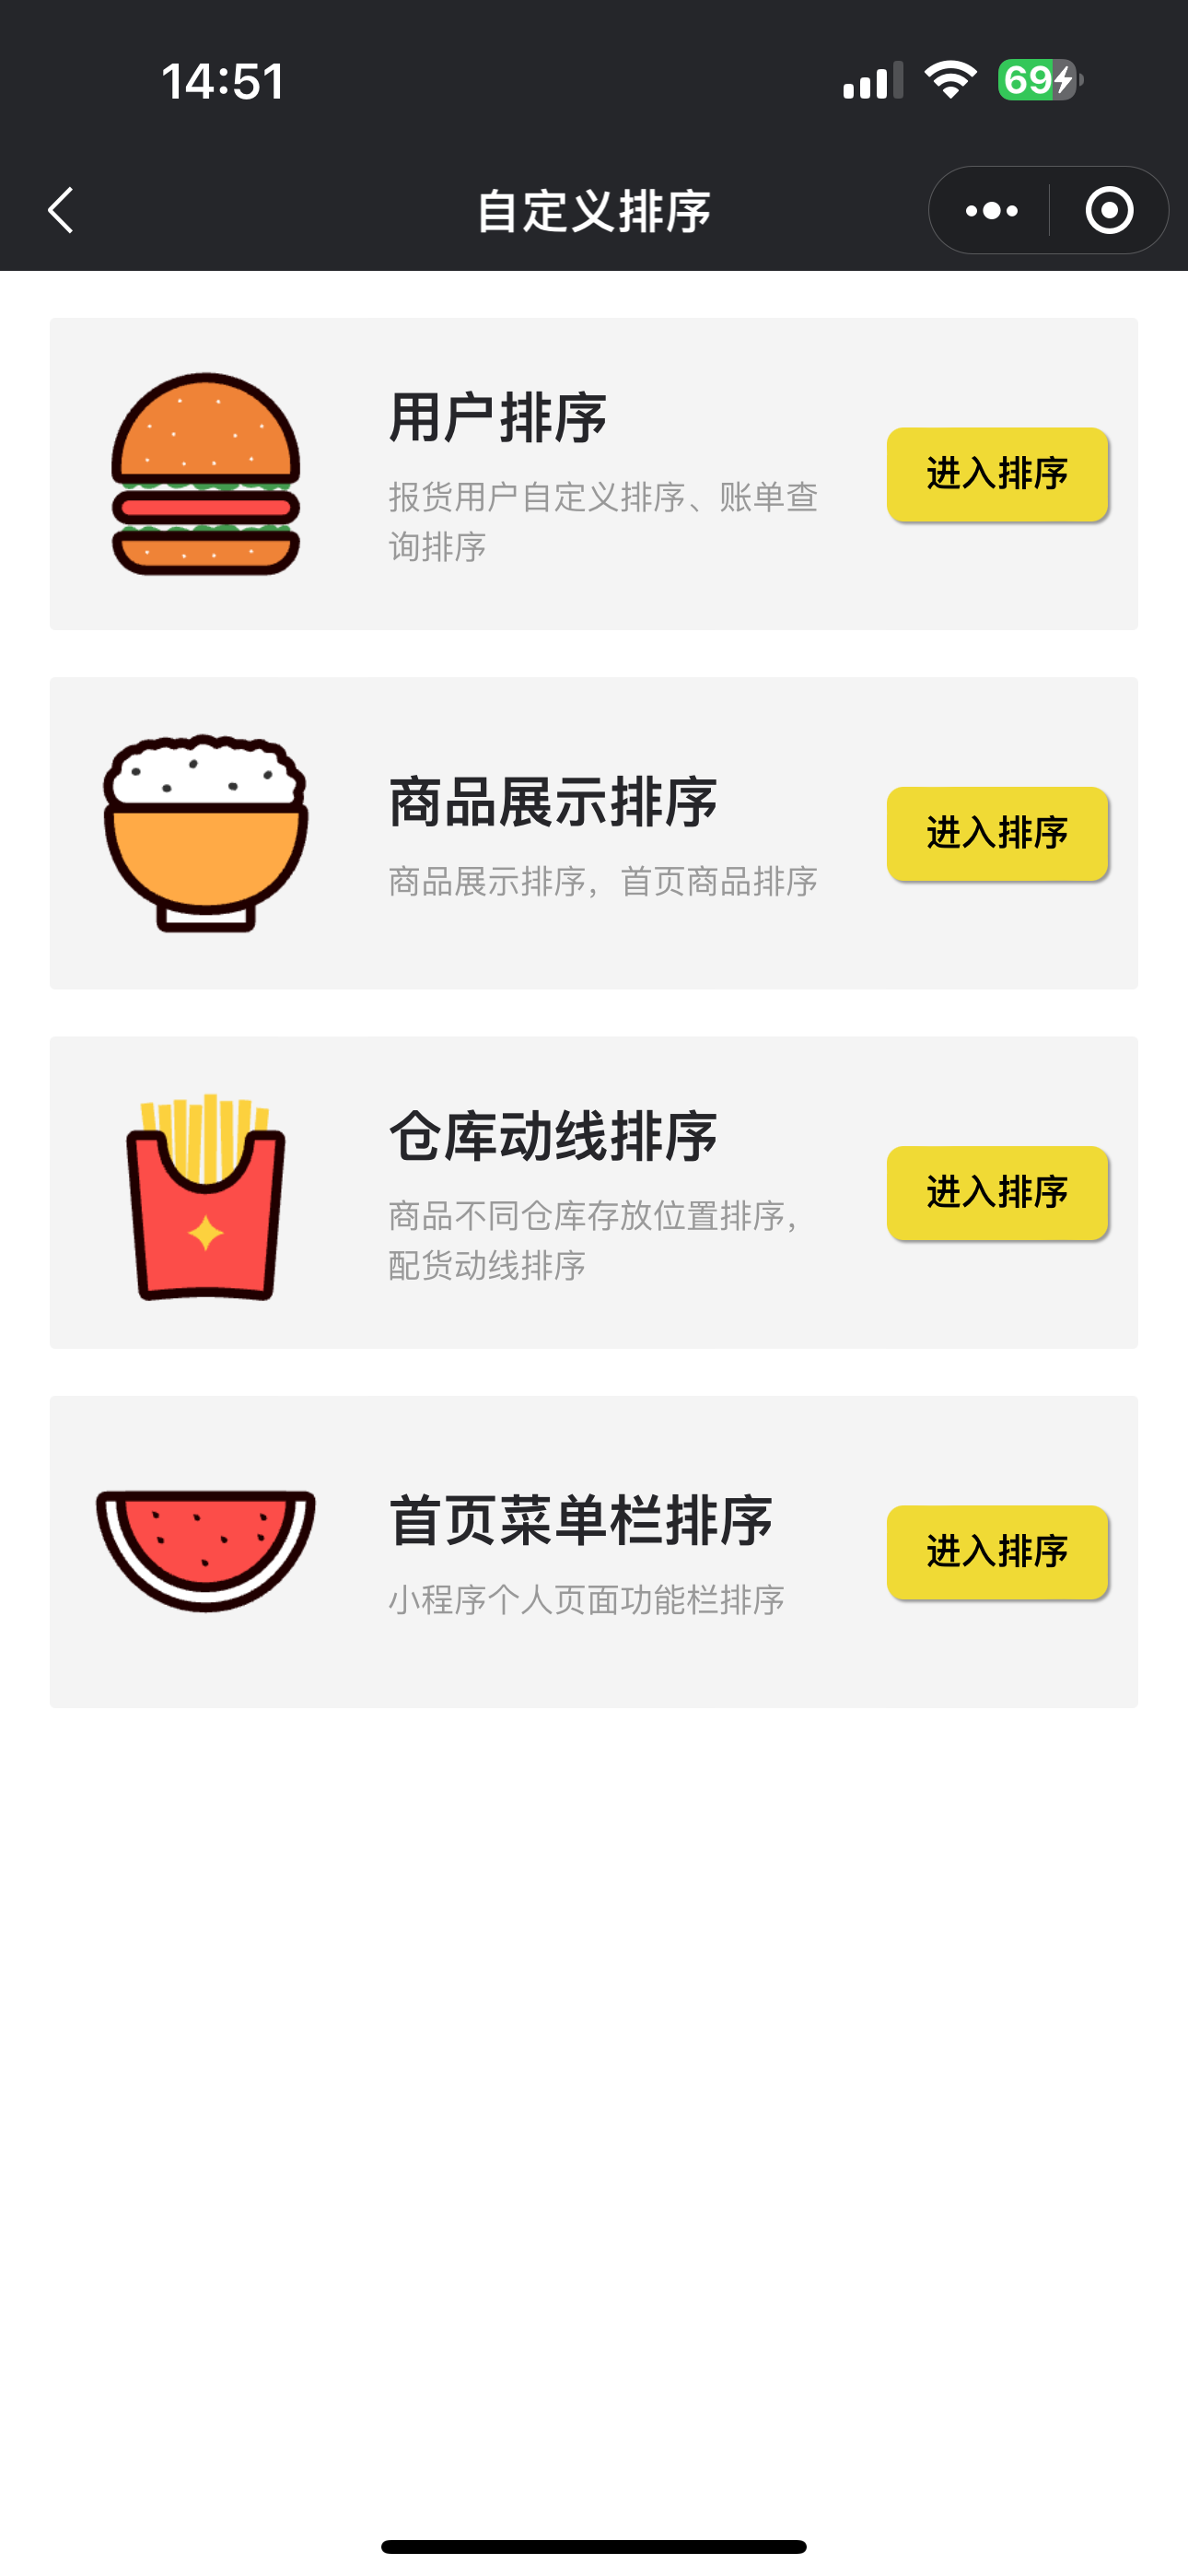 14:51
69
自定义排序
用户排序
报货用户自定义排序、账单查
询排序
进入排序
商品展示排序
商品展示排序，首页商品排序
进入排序
仓库动线排序
商品不同仓库存放位置排序，
配货动线排序
进入排序
首页菜单栏排序
小程序个人页面功能栏排序
进入排序